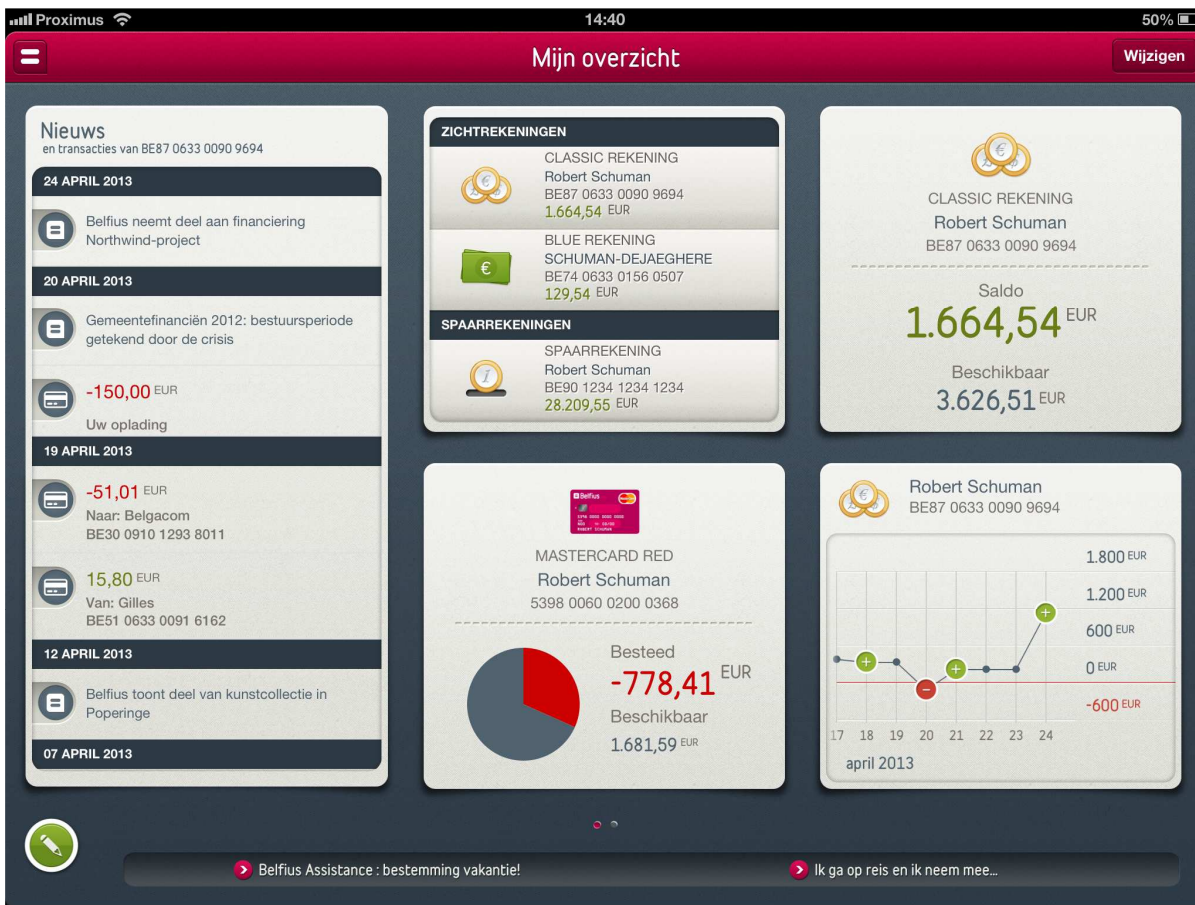 Proximus
14:40
50%
Mijn overzicht
Wijzigen
Nieuws
en transacties van BE87 0633 0090 9694
24 APRIL 2013
Belfius neemt deel aan financiering
Northwind-project
20 APRIL 2013
Gemeentefinanciën 2012: bestuursperiode
getekend door de crisis
-150,00 EUR
Uw oplading
19 APRIL 2013
-51,01 EUR
Naar: Belgacom
BE30 0910 1293 8011
15,80 EUR
Van: Gilles
BE51 0633 0091 6162
12 APRIL 2013
Belfius toont deel van kunstcollectie in
Poperinge
07 APRIL 2013
ZICHTREKENINGEN
CLASSIC REKENING
Robert Schuman
BE87 0633 0090 9694
1.664,54 EUR
BLUE REKENING
SCHUMAN-DEJAEGHERE
BE74 0633 0156 0507
129,54 EUR
SPAARREKENINGEN
SPAARREKENING
Robert Schuman
BE90 1234 1234 1234
28.209,55 EUR
CLASSIC REKENING
Robert Schuman
BE87 0633 0090 9694
Saldo
1.664,54 EUR
Beschikbaar
3.626,51 EUR
Belfius
MASTERCARD RED
Robert Schuman
5398 0060 0200 0368
Besteed
-778,41 EUR
Beschikbaar
1.681,59 EUR
Robert Schuman
BE87 0633 0090 9694
1.800 EUR
1.200 EUR
600 EUR
0 EUR
-600 EUR
17 18 19 20 21 22 23 24
april 2013
Belfius Assistance : bestemming vakantie!
Ik ga op reis en ik neem mee...